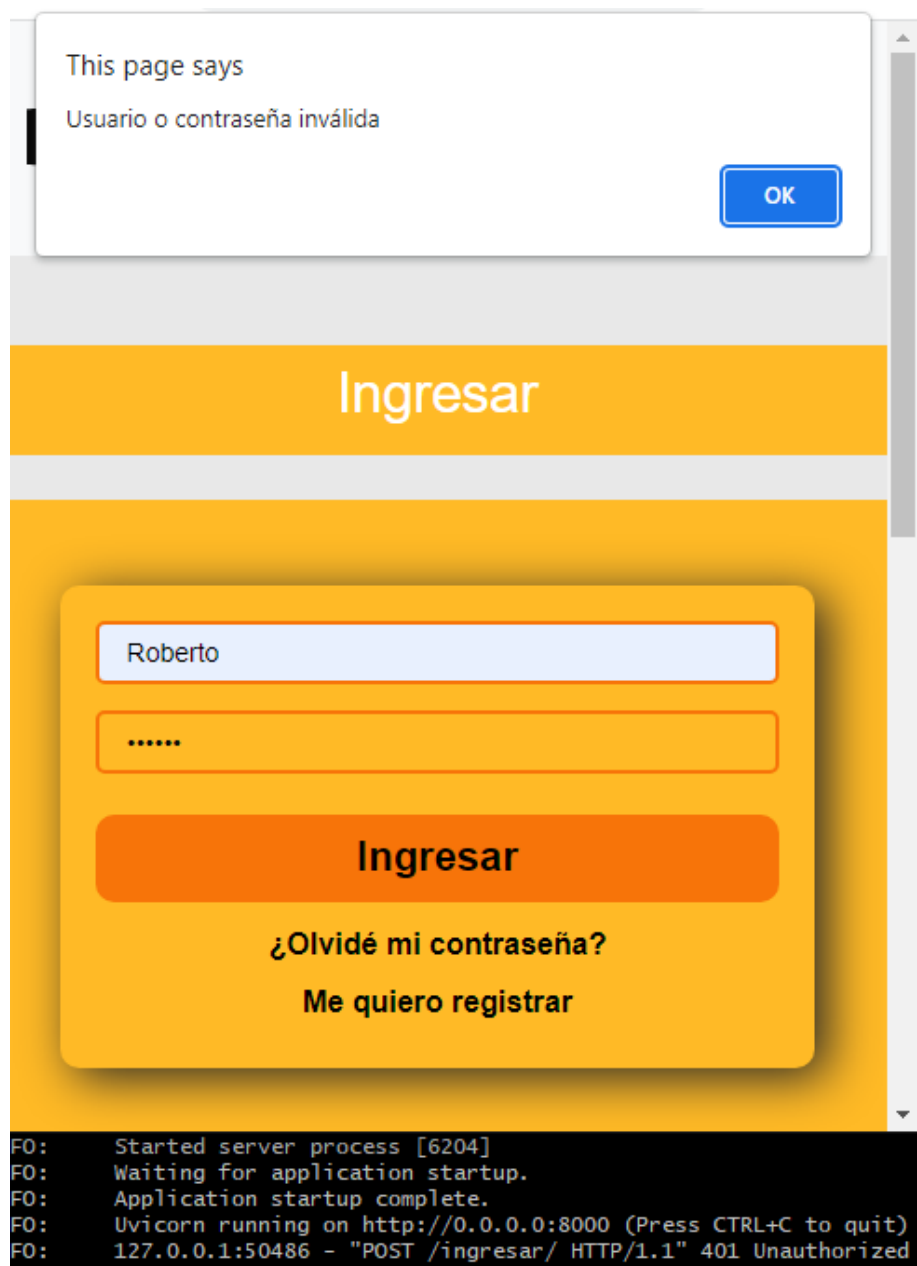 This page says
Usuario o contraseña inválida
OK
Ingresar
Roberto
••••••
Ingresar
¿Olvidé mi contraseña?
Me quiero registrar
FO: Started server process [6204]
FO: Waiting for application startup.
FO: Application startup complete.
FO: Uvicorn running on http://0.0.0.0:8000 (Press CTRL+C to quit)
FO: 127.0.0.1:50486 - "POST /ingresar/ HTTP/1.1" 401 Unauthorized